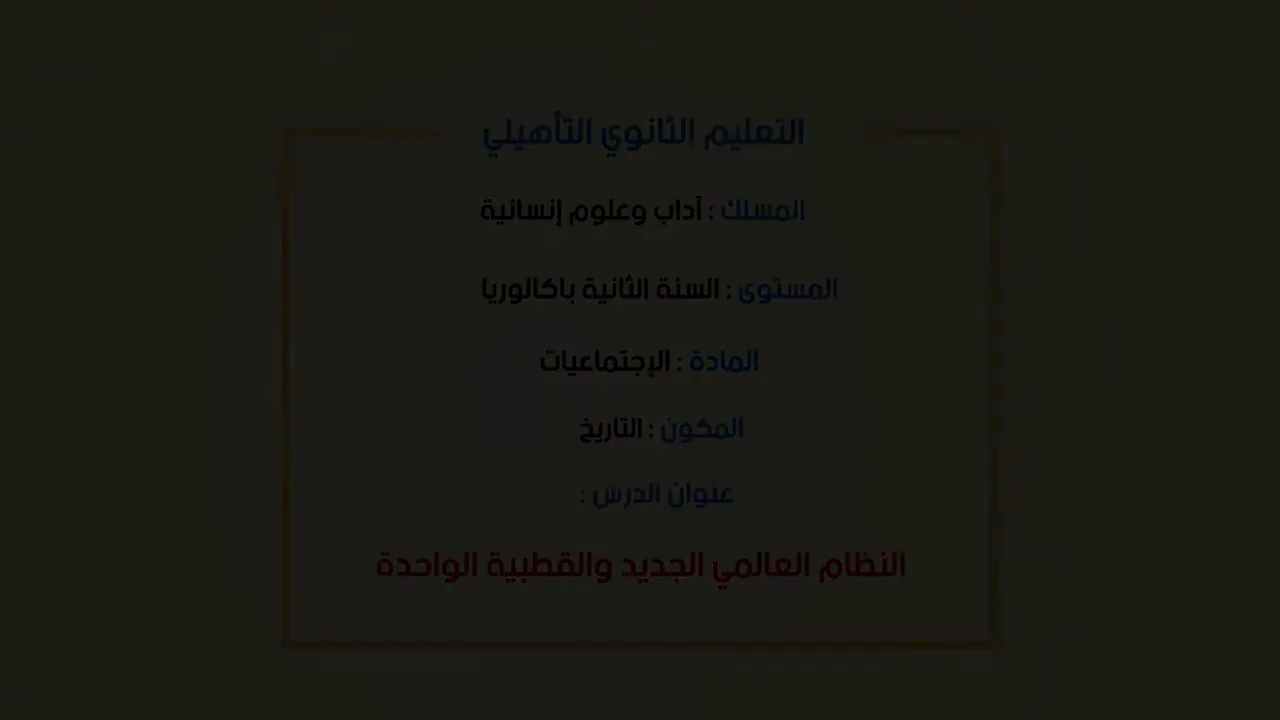 التعليم الثانوي التأهيلي
المسلك : آداب وعلوم إنسانية
المستوى : السنة الثانية باكالوريا
المادة : الإجتماعيات
المكون : التاريخ
عنوان الدرس :
النظام العالمي الجديد والقطبية الواحدة